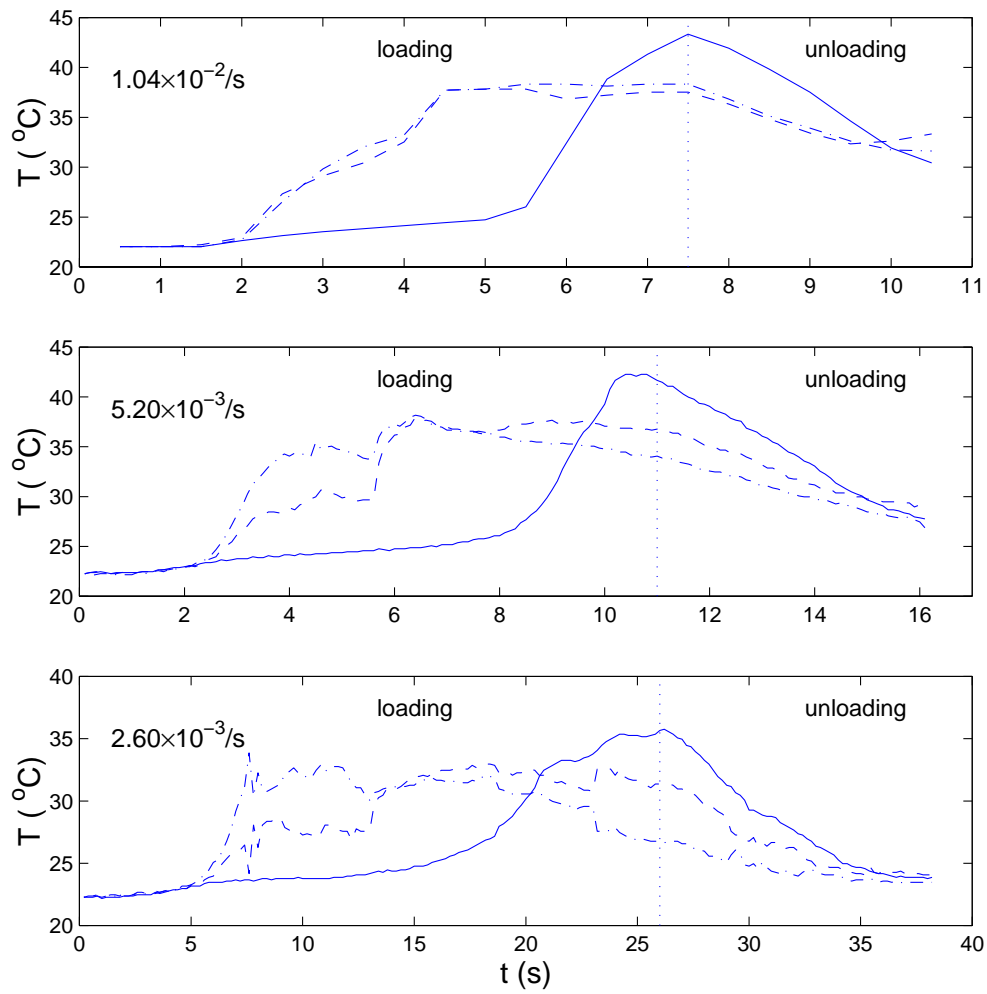 45
40
35
30
25
20
T ( °C)
loading
unloading
1.04×10⁻²/s
0 1 2 3 4 5 6 7 8 9 10 11
45
40
35
30
25
20
T ( °C)
loading
unloading
5.20×10⁻³/s
0 2 4 6 8 10 12 14 16
40
35
30
25
20
T ( °C)
loading
unloading
2.60×10⁻³/s
0 5 10 15 20 25 30 35 40
t (s)